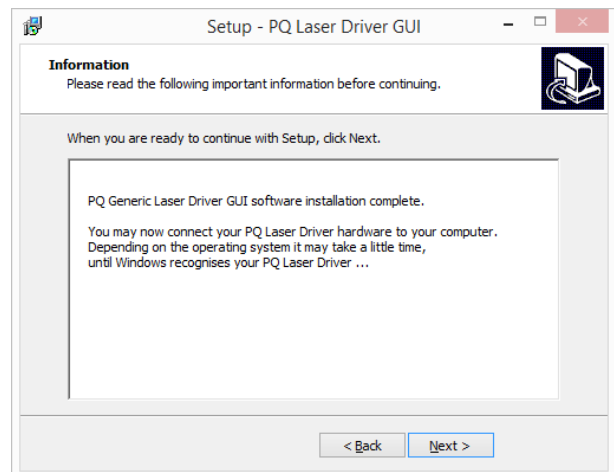 Setup - PQ Laser Driver GUI
Information
Please read the following important information before continuing.
When you are ready to continue with Setup, click Next.
PQ Generic Laser Driver GUI software installation complete.
You may now connect your PQ Laser Driver hardware to your computer.
Depending on the operating system it may take a little time,
until Windows recognises your PQ Laser Driver ...
< Back Next >